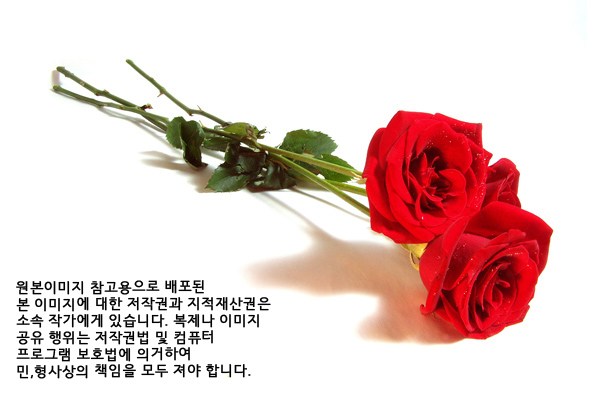 원본이미지 참고용으로 배포된
본 이미지에 대한 저작권과 지적재산권은
소속 작가에게 있습니다. 복제나 이미지
공유 행위는 저작권법 및 컴퓨터
프로그램 보호법에 의거하여
민,형사상의 책임을 모두 져야 합니다.